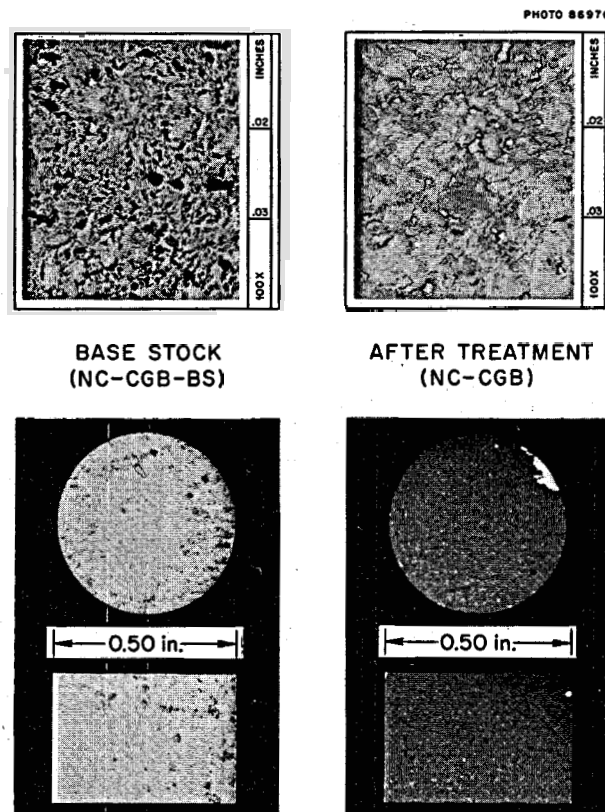 PHOTO 86970
INCHES
.02
.03
100X
INCHES
.02
.03
100X
BASE STOCK
(NC-CGB-BS)
AFTER TREATMENT
(NC-CGB)
0.50 in.
0.50 in.